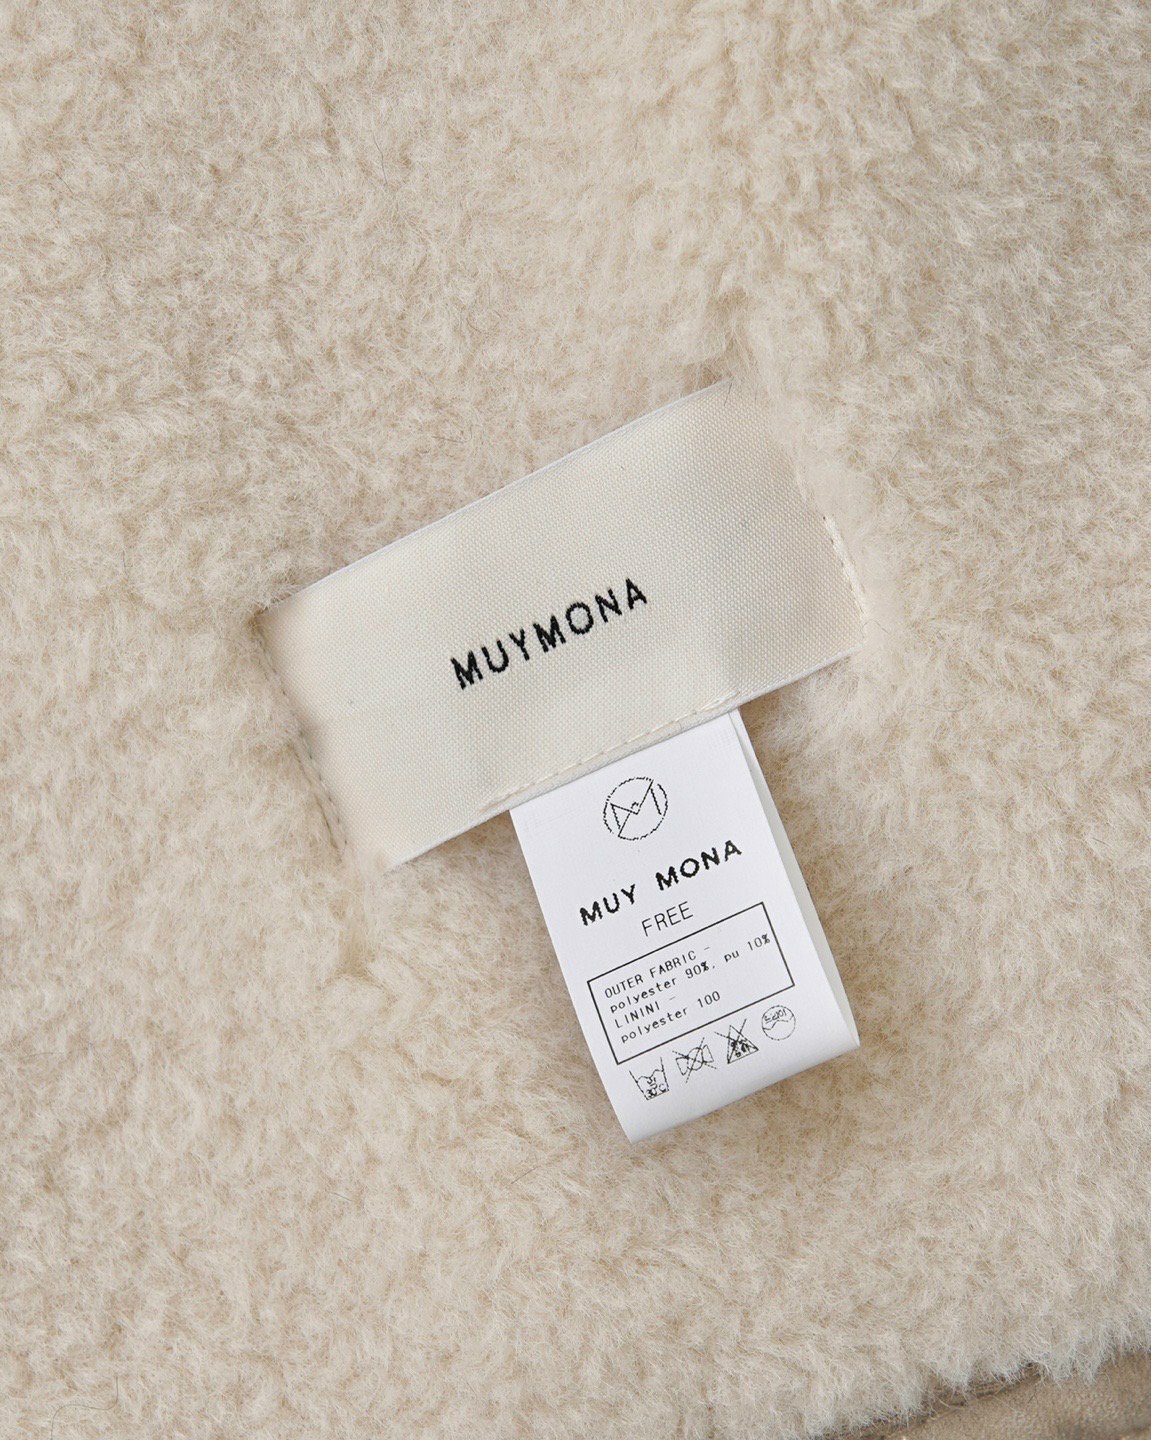 MUYMONA
MUY MONA
FREE
OUTER FABRIC -
polyester 90%, pu 10%
LININI -
polyester 100